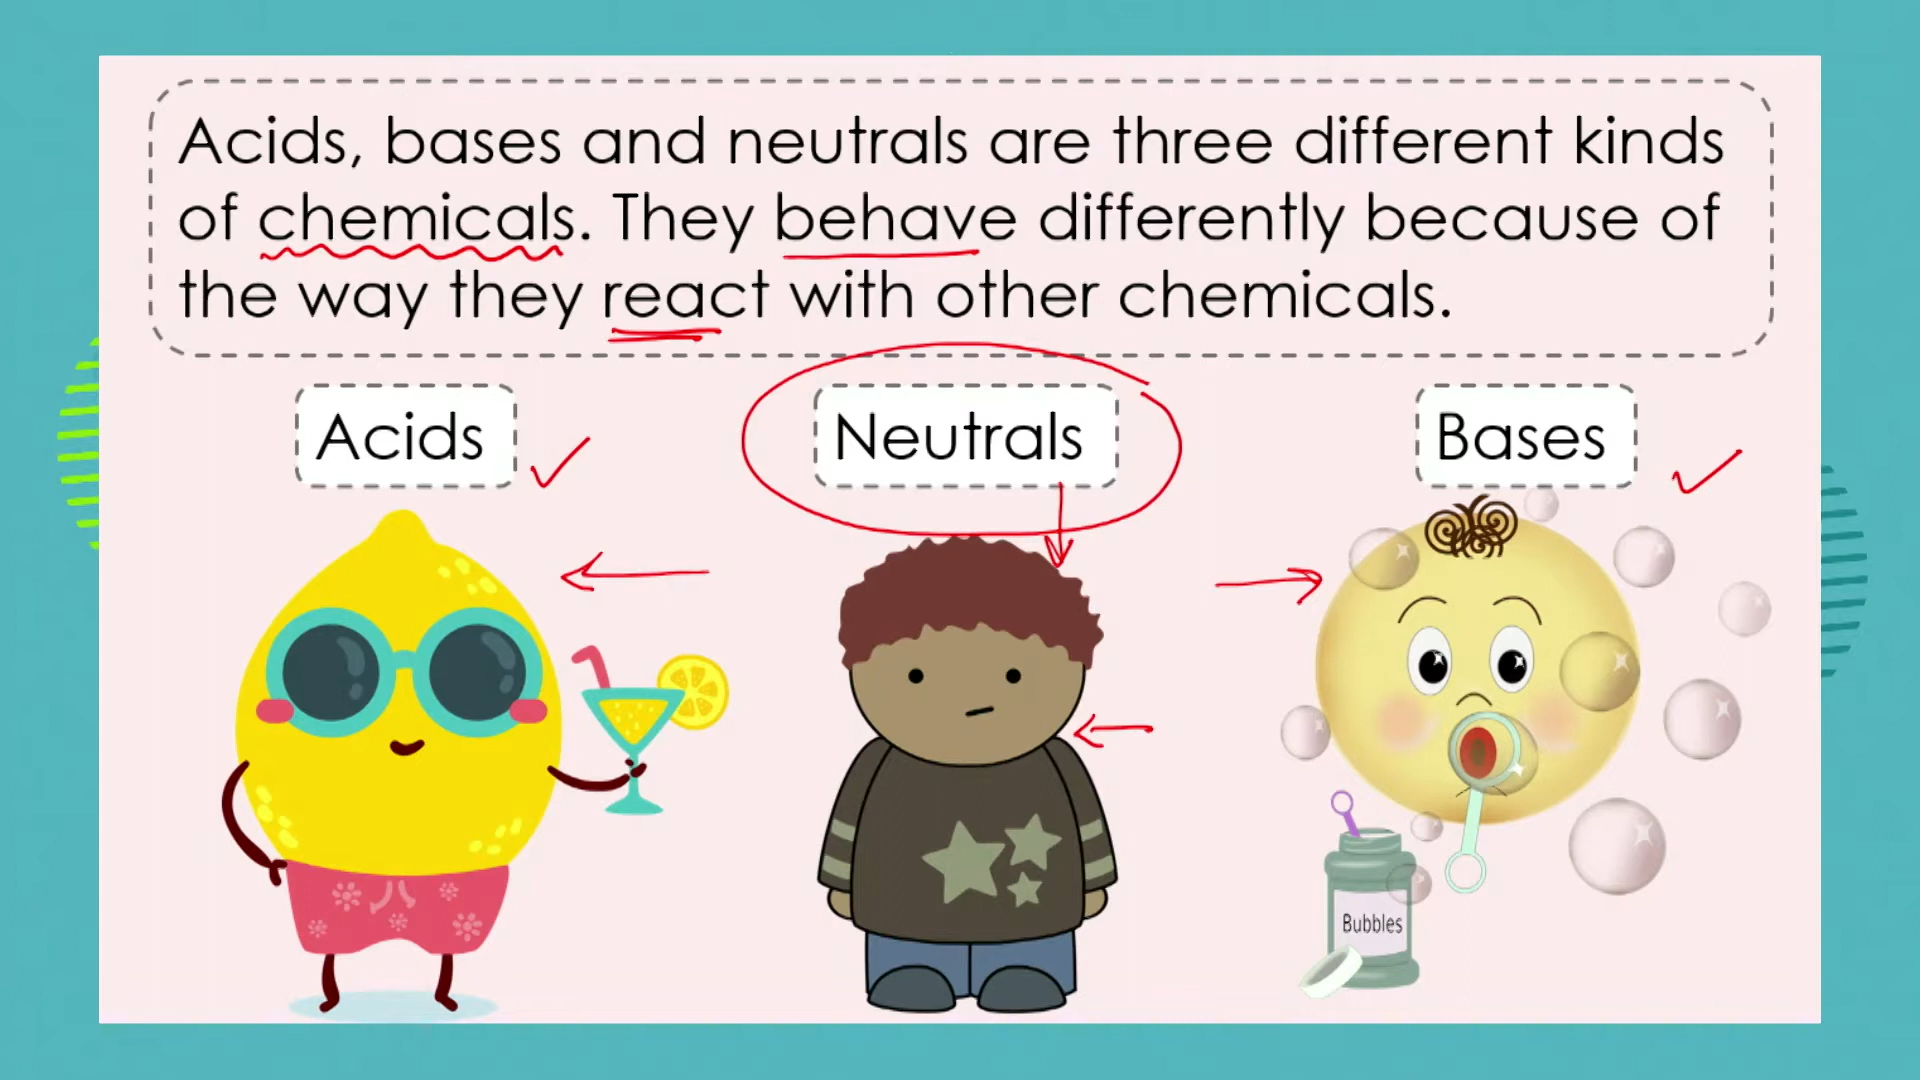 Acids, bases and neutrals are three different kinds
of chemicals. They behave differently because of
the way they react with other chemicals.
Acids
Neutrals
Bases
Bubbles